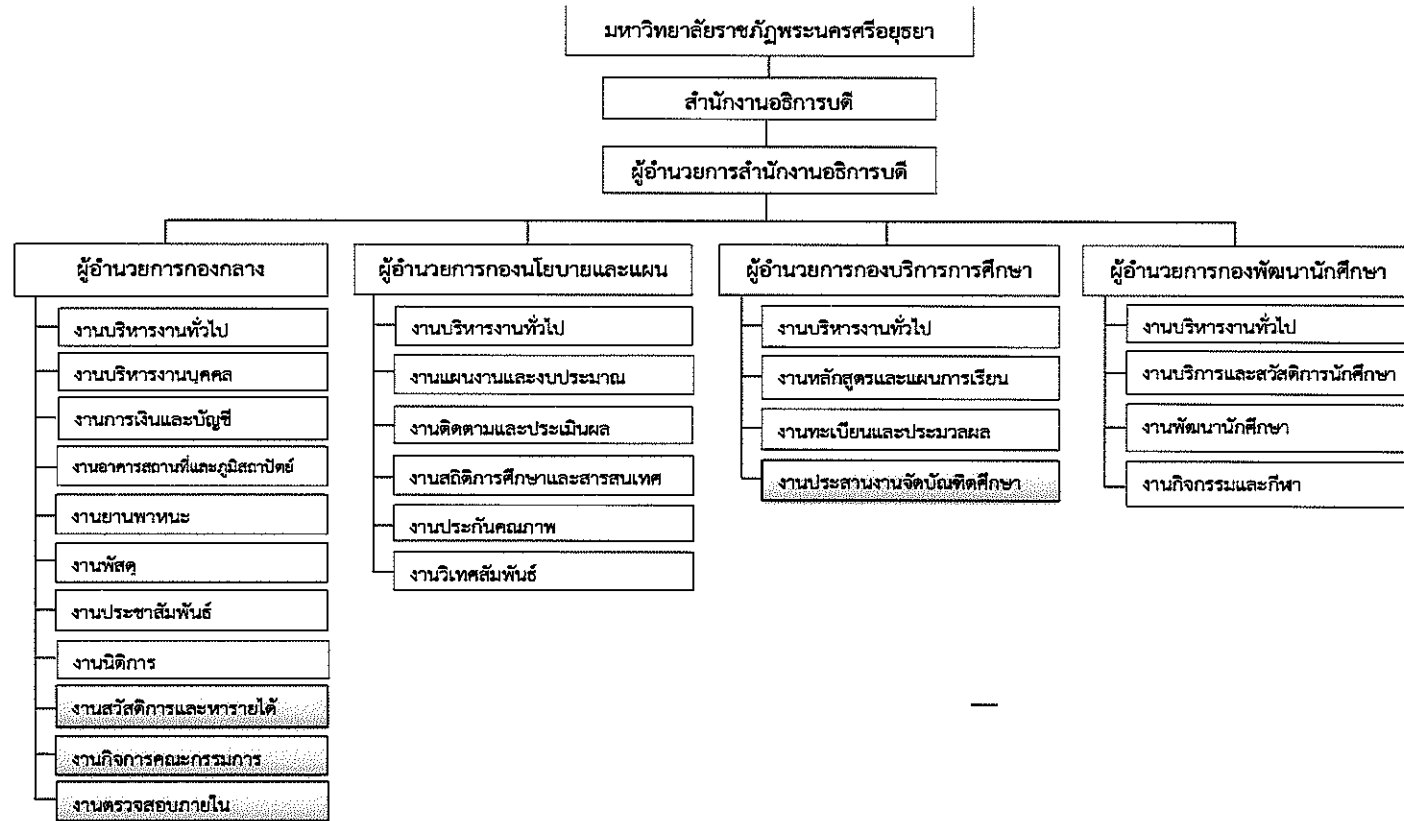 มหาวิทยาลัยราชภัฏพระนครศรีอยุธยา
สำนักงานอธิการบดี
ผู้อำนวยการสำนักงานอธิการบดี
ผู้อำนวยการกองกลาง
งานบริหารงานทั่วไป
งานบริหารงานบุคคล
งานการเงินและบัญชี
งานอาคารสถานที่และภูมิสถาปัตย์
งานยานพาหนะ
งานพัสดุ
งานประชาสัมพันธ์
งานนิติการ
งานสวัสดิการและหารายได้
งานกิจการคณะกรรมการ
งานตรวจสอบภายใน
ผู้อำนวยการกองนโยบายและแผน
งานบริหารงานทั่วไป
งานแผนงานและงบประมาณ
งานติดตามและประเมินผล
งานสถิติการศึกษาและสารสนเทศ
งานประกันคุณภาพ
งานวิเทศสัมพันธ์
ผู้อำนวยการกองบริการการศึกษา
งานบริหารงานทั่วไป
งานหลักสูตรและแผนการเรียน
งานทะเบียนและประมวลผล
งานประสานงานจัดบัณฑิตศึกษา
ผู้อำนวยการกองพัฒนานักศึกษา
งานบริหารงานทั่วไป
งานบริการและสวัสดิการนักศึกษา
งานพัฒนานักศึกษา
งานกิจกรรมและกีฬา